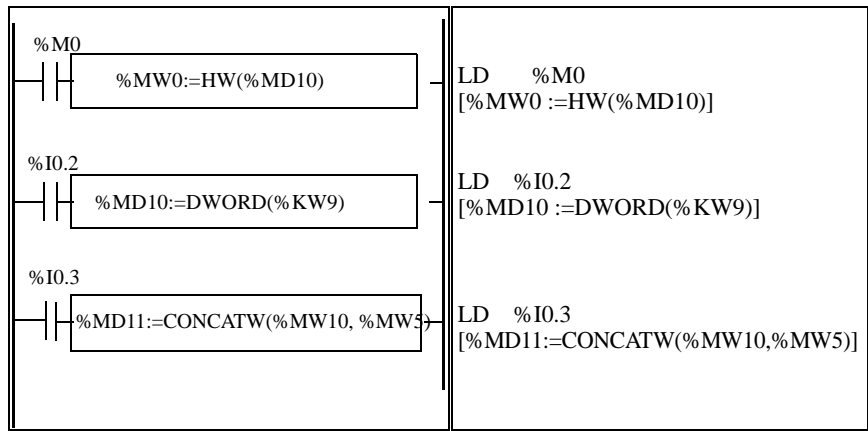 %M0
%MW0:=HW(%MD10)
%I0.2
%MD10:=DWORD(%KW9)
%I0.3
%MD11:=CONCATW(%MW10, %MW5)
LD %M0
[%MW0 :=HW(%MD10)]
LD %I0.2
[%MD10 :=DWORD(%KW9)]
LD %I0.3
[%MD11:=CONCATW(%MW10,%MW5)]